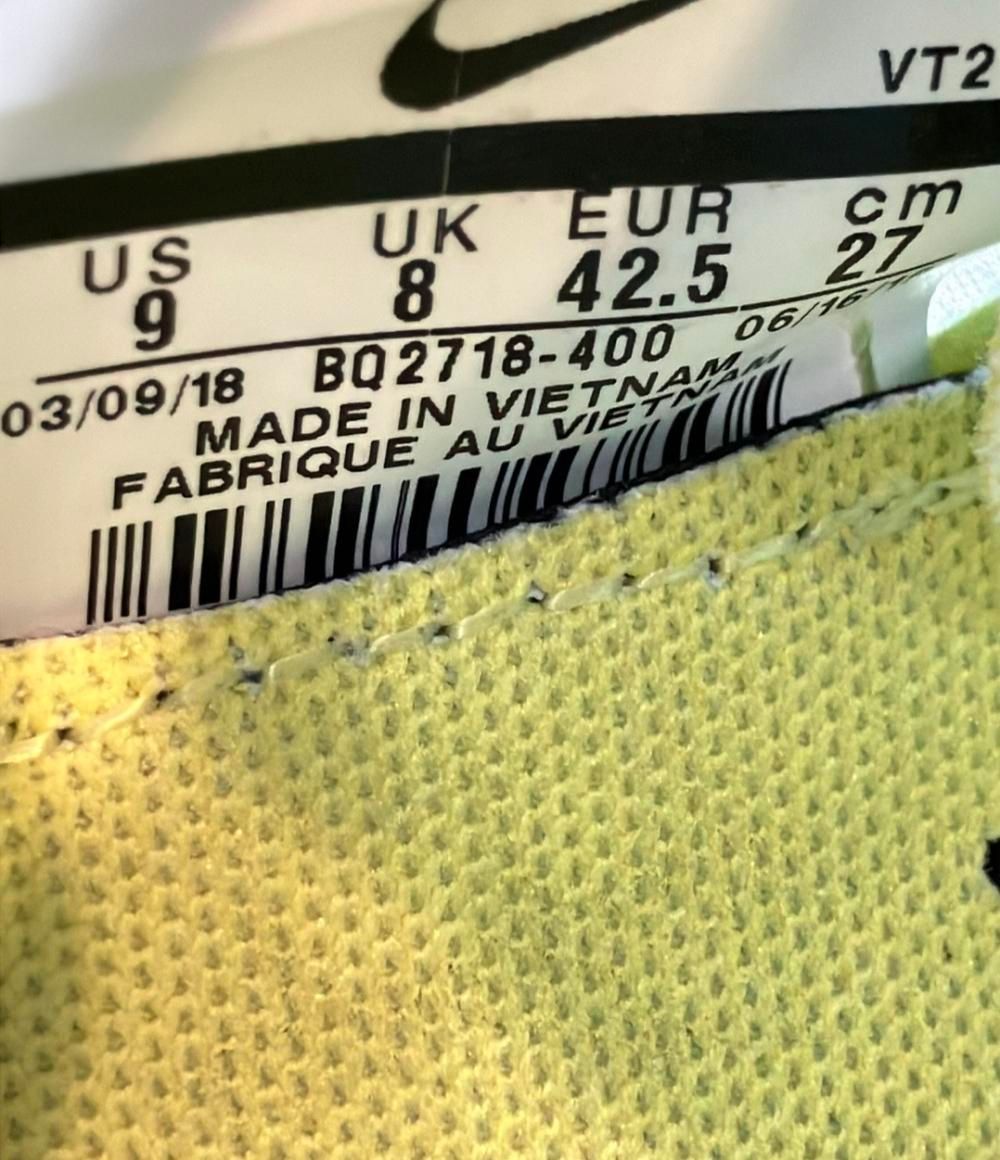 VT2
US UK EUR cm
9 8 42.5 27
03/09/18 BQ2718-400
MADE IN VIETNAM
FABRIQUE AU VIETNAM